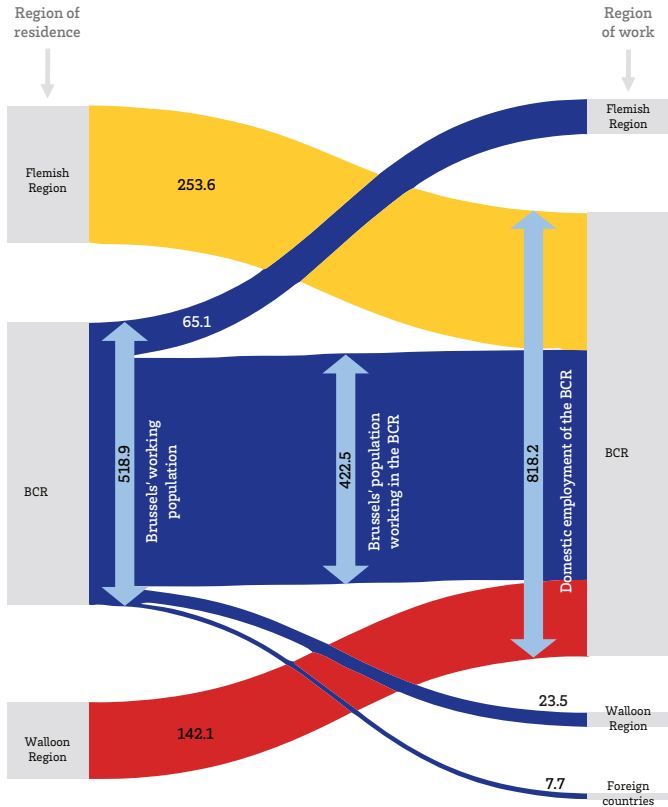 Region of
residence
Region
of work
Flemish
Region
Flemish
Region
253.6
65.1
518.9
Brussels' working
population
422.5
Brussels' population
working in the BCR
818.2
Domestic employment of the BCR
BCR
BCR
23.5
Walloon
Region
142.1
Walloon
Region
7.7
Foreign
countries